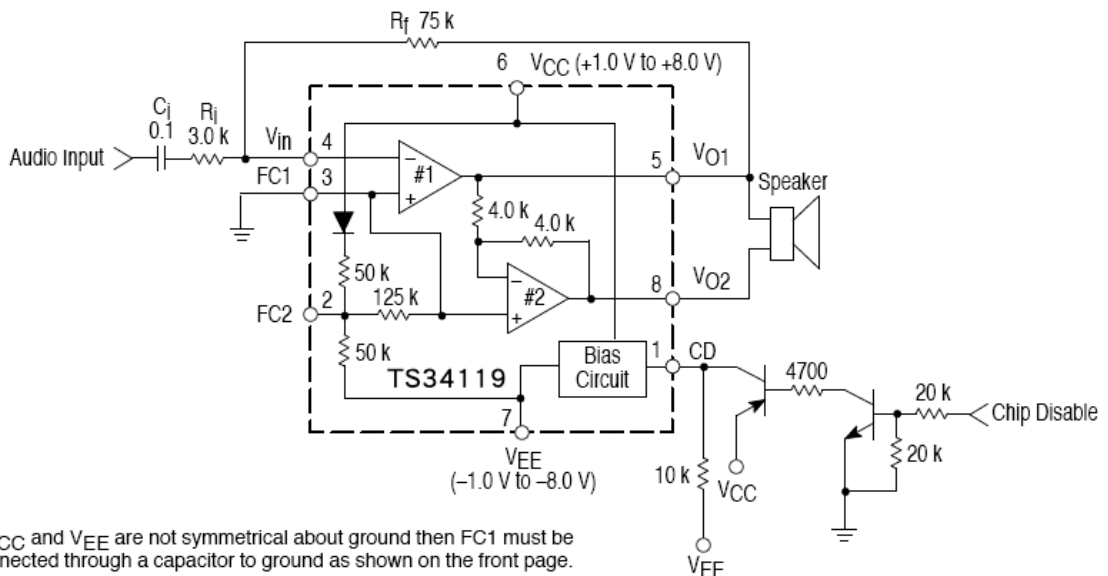 Rf 75 k
6 VCC (+1.0 V to +8.0 V)
Ci
0.1
Ri
3.0 k
Vin
4
Audio Input
FC1
3
–
#1
+
5
VO1
Speaker
4.0 k
4.0 k
50 k
2
FC2
125 k
–
#2
+
8
VO2
50 k
TS34119
Bias
Circuit
1
CD
4700
20 k
Chip Disable
20 k
7
VEE
(–1.0 V to –8.0 V)
10 k
VCC
VEE
CC and VEE are not symmetrical about ground then FC1 must be
nected through a capacitor to ground as shown on the front page.